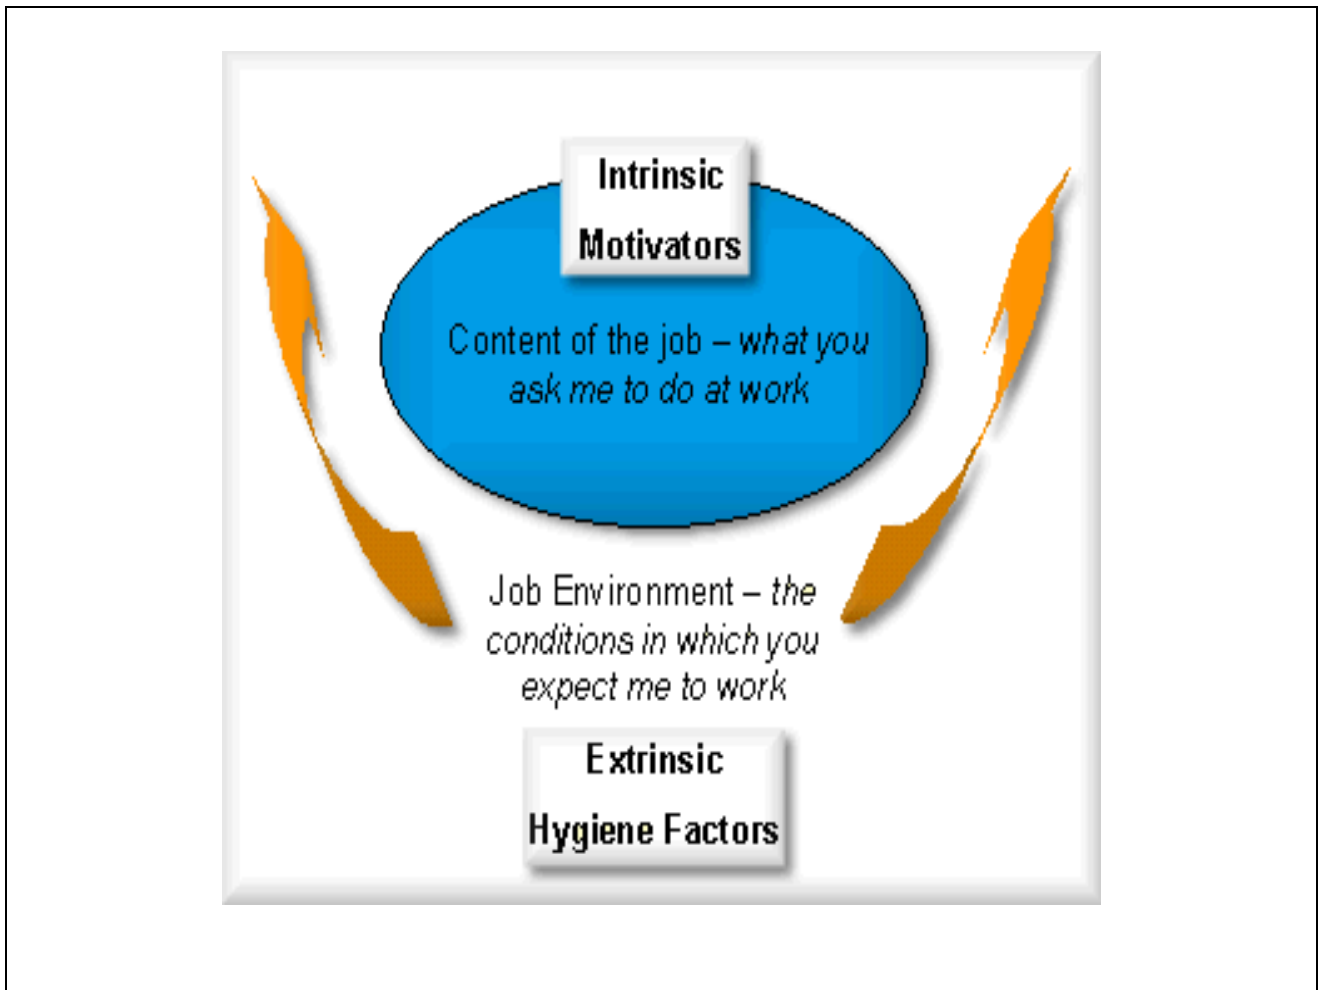 Intrinsic
Motivators
Content of the job – what you
ask me to do at work
Job Environment – the
conditions in which you
expect me to work
Extrinsic
Hygiene Factors